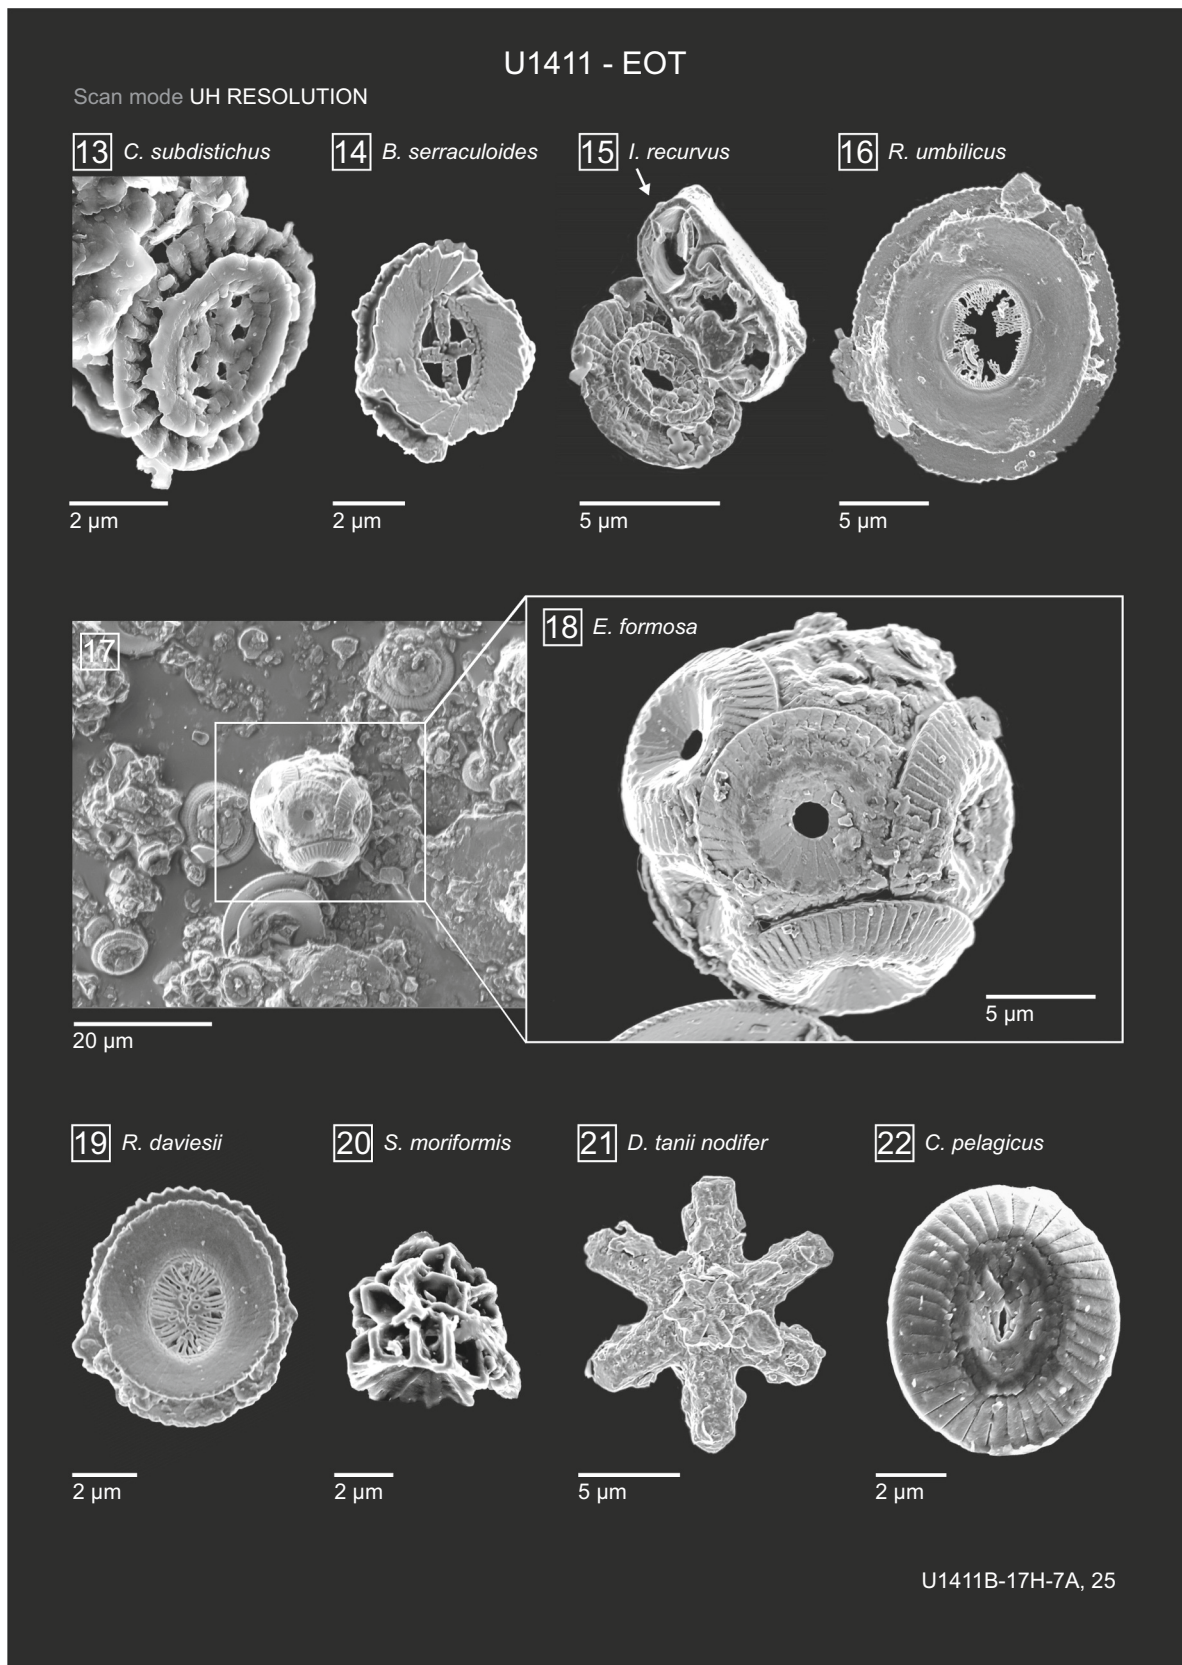 U1411 - EOT
Scan mode UH RESOLUTION
13 C. subdistichus
14 B. serraculoides
15 I. recurvus
16 R. umbilicus
2 µm
2 µm
5 µm
5 µm
17
18 E. formosa
5 µm
20 µm
19 R. daviesii
20 S. moriformis
21 D. tanii nodifer
22 C. pelagicus
2 µm
2 µm
5 µm
2 µm
U1411B-17H-7A, 25